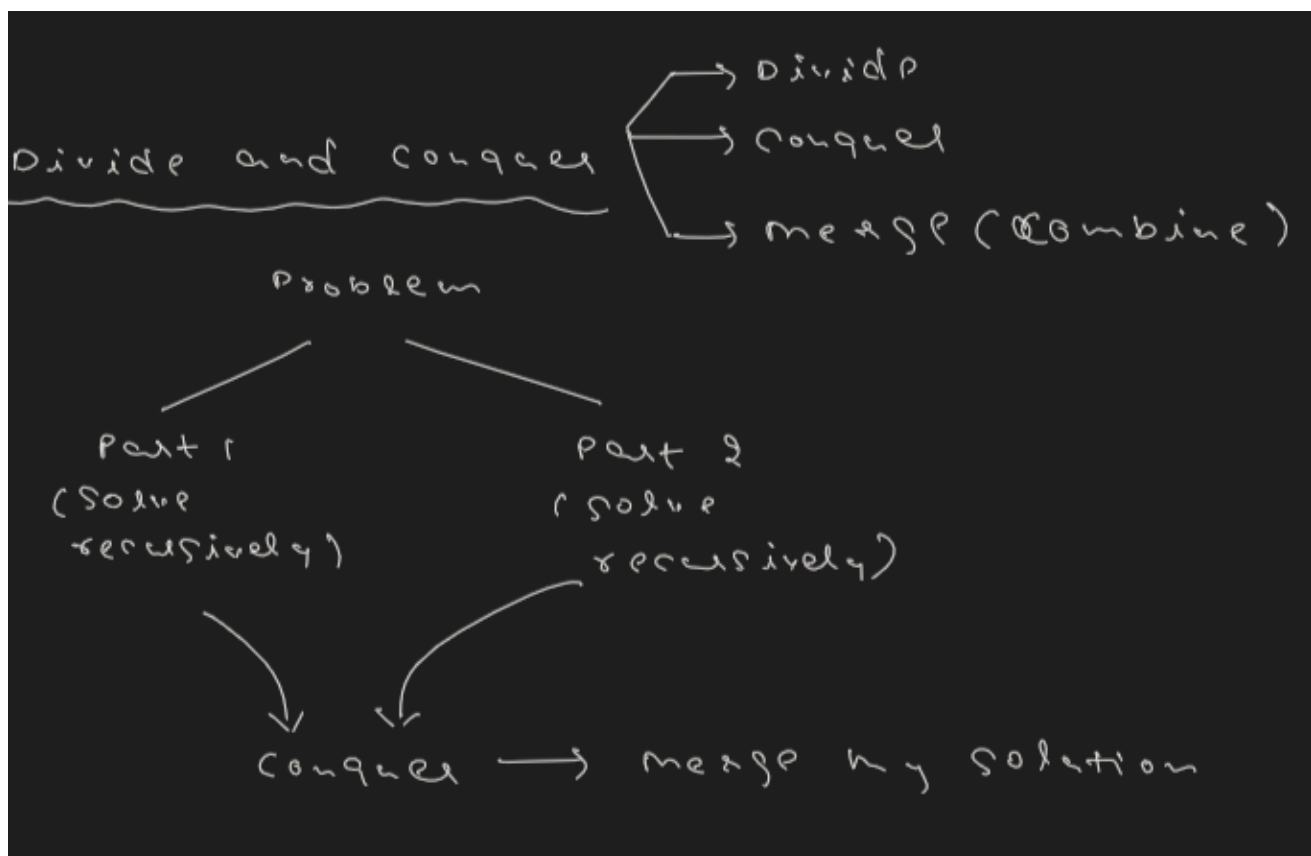 Divide
Divide and Conquer
Conquer
Merge (Combine)
Problem
Part 1
Part 2
(Solve
(Solve
recursively)
recursively)
Conquer → Merge my solution